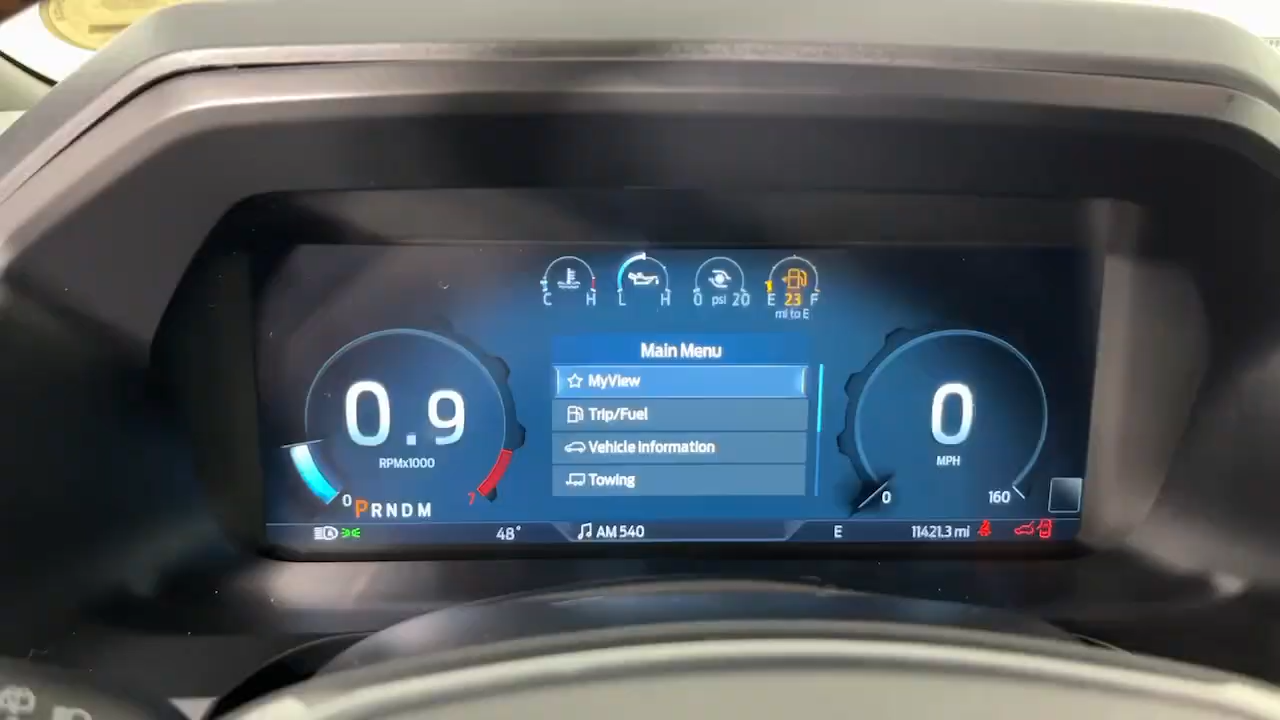 C H L H 0 psi 20 E 23 F
mi to E
Main Menu
MyView
Trip/Fuel
Vehicle Information
Towing
0.9
RPMx1000
0 7
PRNDM
0
MPH
0 160
48° AM 540 E 11421.3 mi